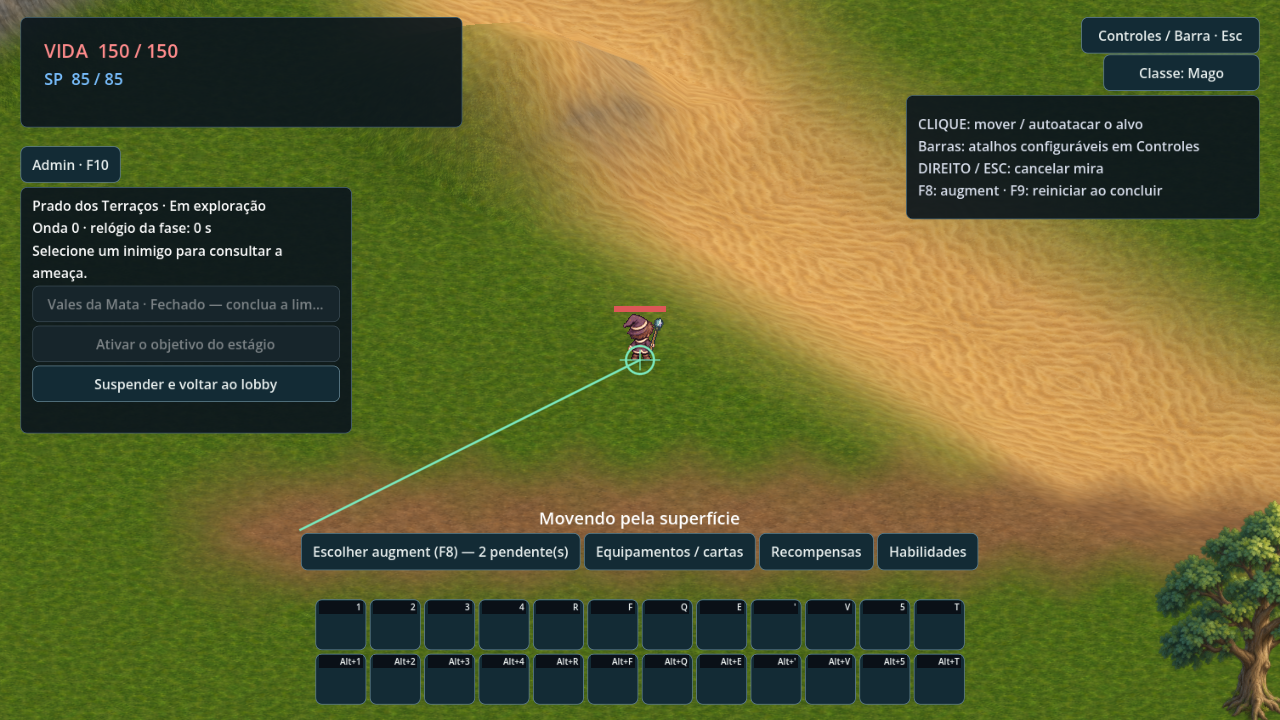 VIDA 150 / 150
SP 85 / 85
Controles / Barra · Esc
Classe: Mago
CLIQUE: mover / autoatacar o alvo
Barras: atalhos configuráveis em Controles
DIREITO / ESC: cancelar mira
F8: augment · F9: reiniciar ao concluir
Admin · F10
Prado dos Terraços · Em exploração
Onda 0 · relógio da fase: 0 s
Selecione um inimigo para consultar a
ameaça.
Vales da Mata · Fechado — conclua a lim...
Ativar o objetivo do estágio
Suspender e voltar ao lobby
Movendo pela superfície
Escolher augment (F8) — 2 pendente(s)
Equipamentos / cartas
Recompensas
Habilidades
1 2 3 4 R F Q E ' V 5 T
Alt+1 Alt+2 Alt+3 Alt+4 Alt+R Alt+F Alt+Q Alt+E Alt+' Alt+V Alt+5 Alt+T